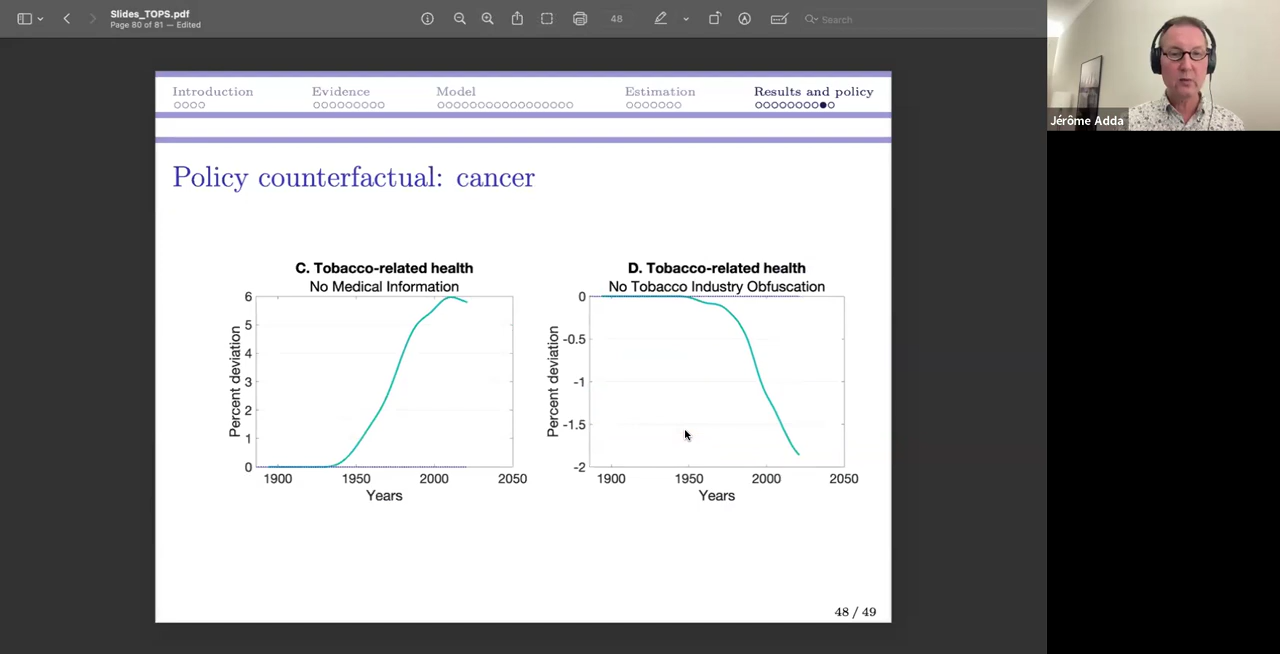 Slides_TOPS.pdf
Page 80 of 81 — Edited
48
Search
Jérôme Adda
Introduction
Evidence
Model
Estimation
Results and policy
Policy counterfactual: cancer
C. Tobacco-related health
No Medical Information
6
5
4
3
2
1
0
Percent deviation
1900
1950
2000
2050
Years
D. Tobacco-related health
No Tobacco Industry Obfuscation
0
-0.5
-1
-1.5
-2
Percent deviation
1900
1950
2000
2050
Years
48 / 49